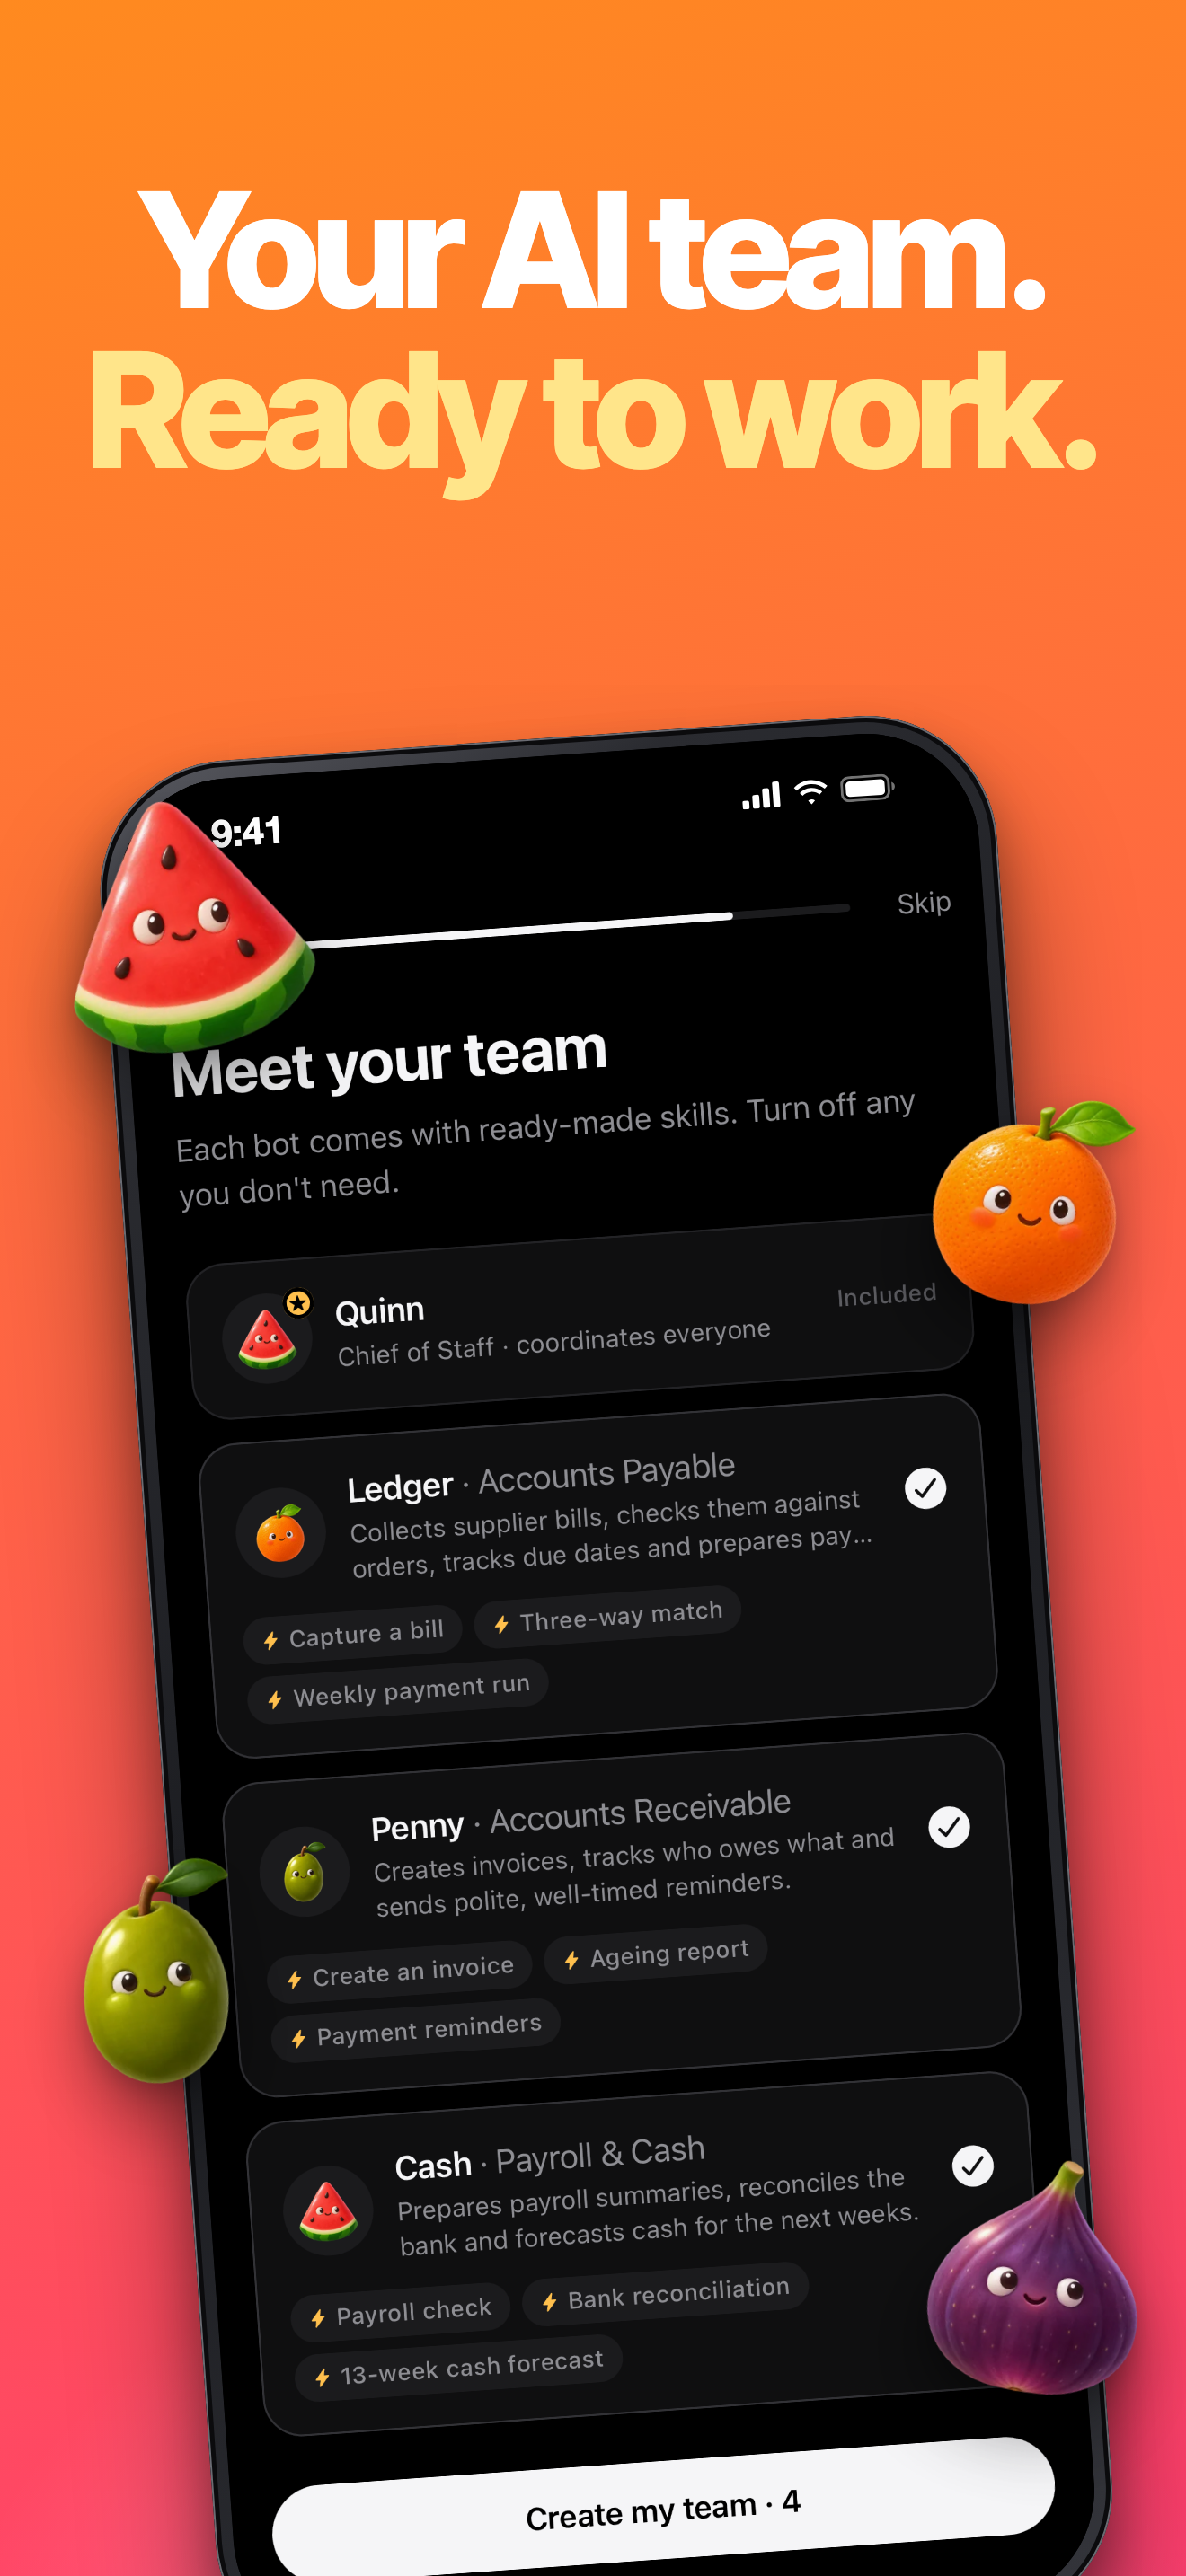 Your AI team.
Ready to work.
9:41
Skip
Meet your team
Each bot comes with ready-made skills. Turn off any
you don't need.
Quinn
Included
Chief of Staff · coordinates everyone
Ledger · Accounts Payable
Collects supplier bills, checks them against
orders, tracks due dates and prepares pay...
Capture a bill
Three-way match
Weekly payment run
Penny · Accounts Receivable
Creates invoices, tracks who owes what and
sends polite, well-timed reminders.
Create an invoice
Ageing report
Payment reminders
Cash · Payroll & Cash
Prepares payroll summaries, reconciles the
bank and forecasts cash for the next weeks.
Payroll check
Bank reconciliation
13-week cash forecast
Create my team · 4